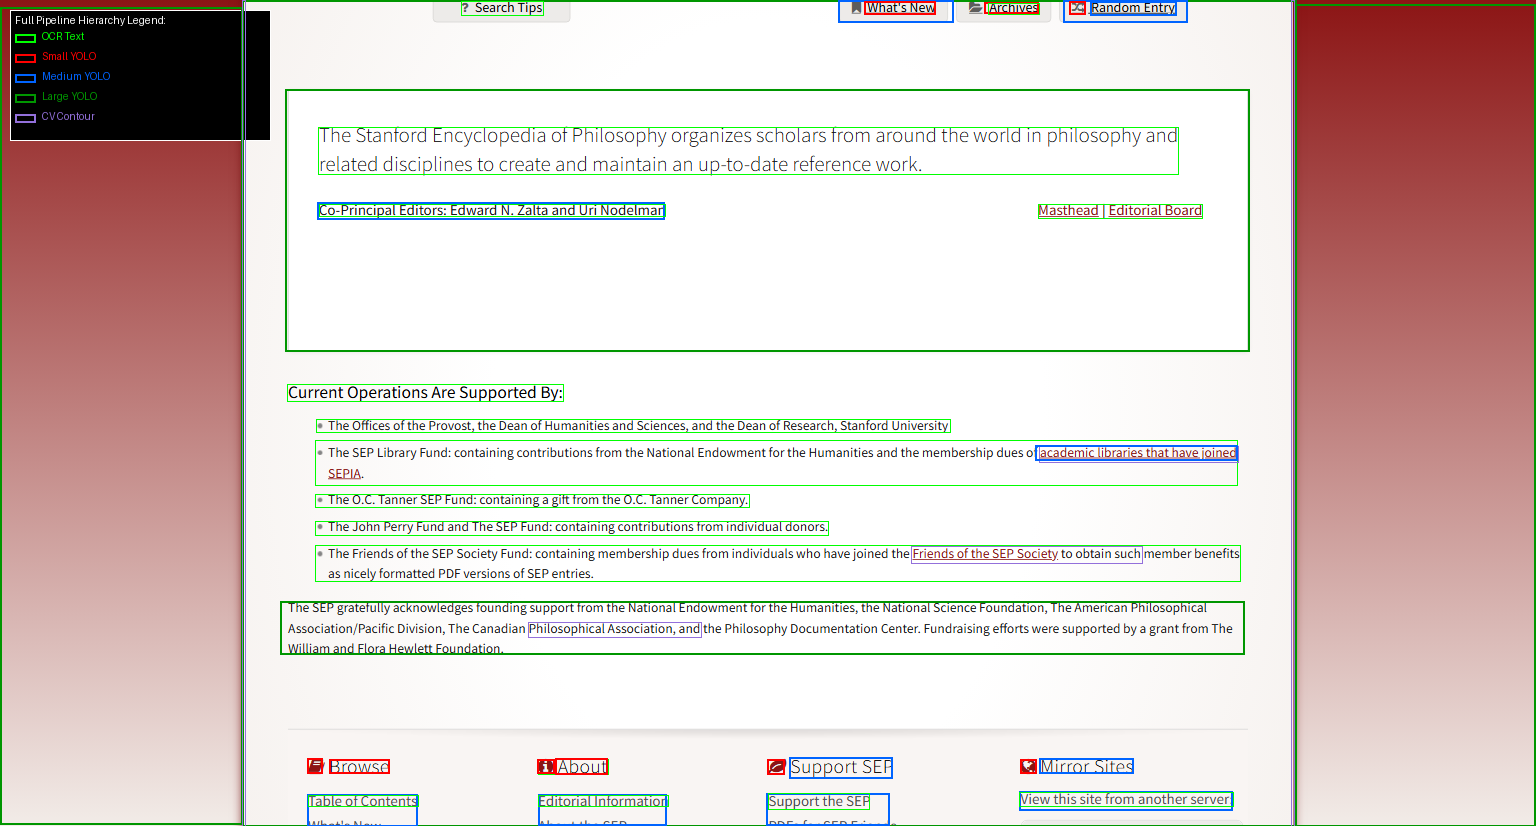 Full Pipeline Hierarchy Legend:
OCR Text
Small YOLO
Medium YOLO
Large YOLO
CV Contour
? Search Tips
What's New
Archives
Random Entry
The Stanford Encyclopedia of Philosophy organizes scholars from around the world in philosophy and
related disciplines to create and maintain an up-to-date reference work.
Co-Principal Editors: Edward N. Zalta and Uri Nodelman
Masthead | Editorial Board
Current Operations Are Supported By:
The Offices of the Provost, the Dean of Humanities and Sciences, and the Dean of Research, Stanford University
The SEP Library Fund: containing contributions from the National Endowment for the Humanities and the membership dues of academic libraries that have joined
SEPIA.
The O.C. Tanner SEP Fund: containing a gift from the O.C. Tanner Company.
The John Perry Fund and The SEP Fund: containing contributions from individual donors.
The Friends of the SEP Society Fund: containing membership dues from individuals who have joined the Friends of the SEP Society to obtain such member benefits
as nicely formatted PDF versions of SEP entries.
The SEP gratefully acknowledges founding support from the National Endowment for the Humanities, the National Science Foundation, The American Philosophical
Association/Pacific Division, The Canadian Philosophical Association, and the Philosophy Documentation Center. Fundraising efforts were supported by a grant from The
William and Flora Hewlett Foundation.
Browse
About
Support SEP
Mirror Sites
Table of Contents
Editorial Information
Support the SEP
View this site from another server:
What's New
About the SEP
PDFs for SEP Friends